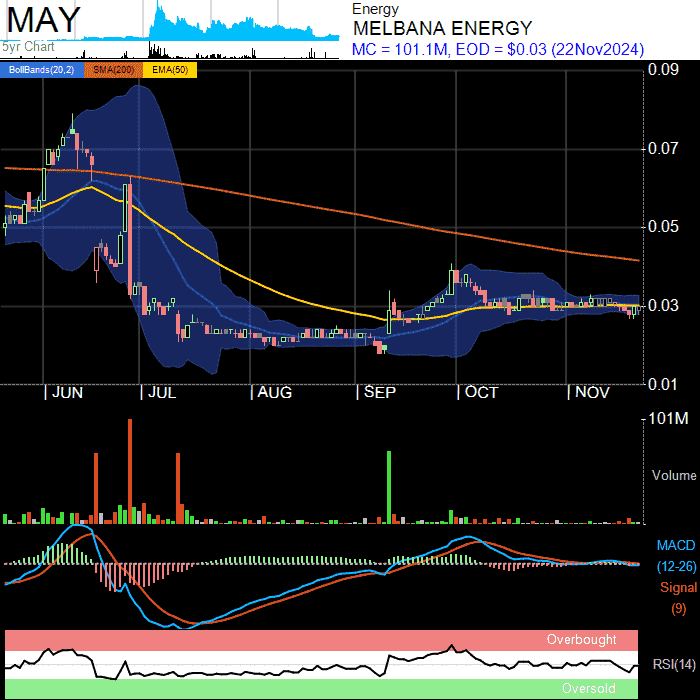 MAY
5yr Chart
Energy
MELBANA ENERGY
MC = 101.1M, EOD = $0.03 (22Nov2024)
BollBands(20,2) SMA(200) EMA(50)
0.09
0.07
0.05
0.03
0.01
JUN JUL AUG SEP OCT NOV
101M
Volume
MACD
(12-26)
Signal
(9)
Overbought
RSI(14)
Oversold